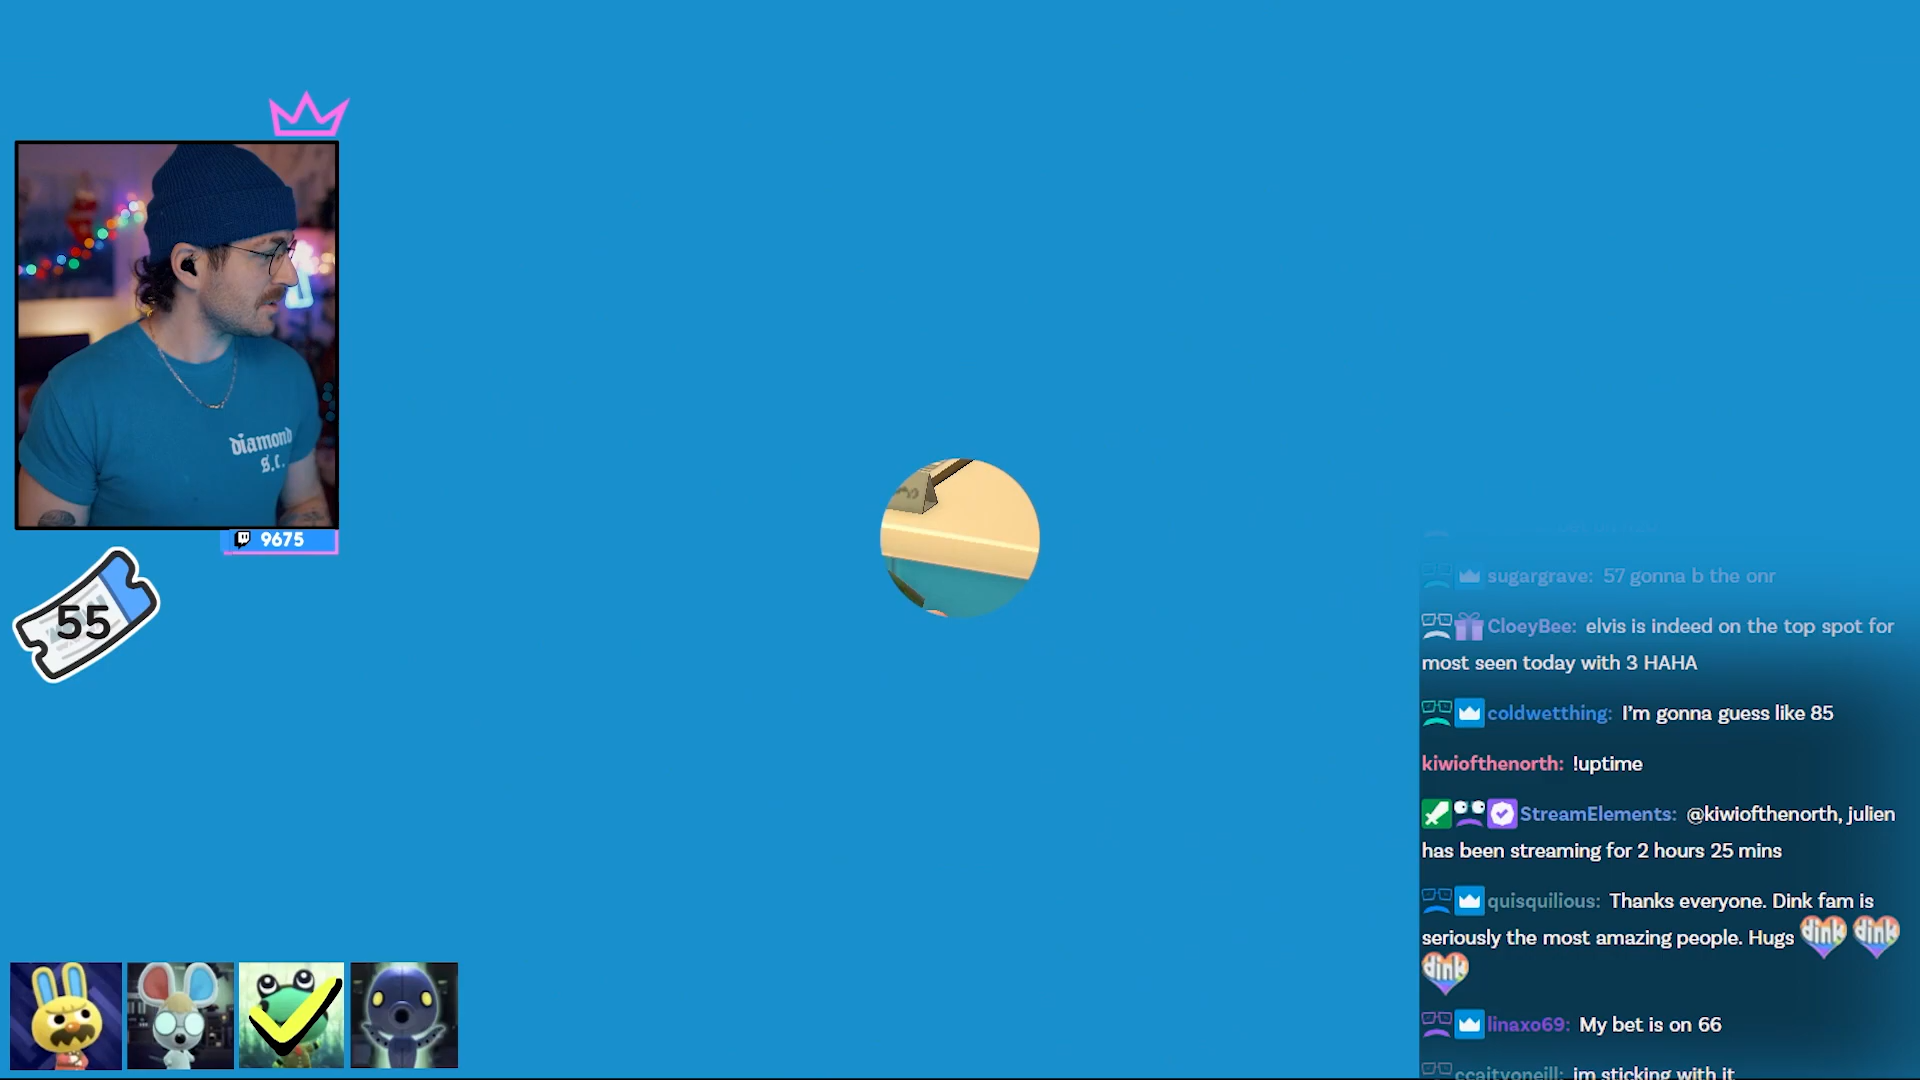 diamond
s.c.
9675
55
sugargrave: 57 gonna b the onr
CloeyBee: elvis is indeed on the top spot for
most seen today with 3 HAHA
coldwetthing: I'm gonna guess like 85
kiwiofthenorth: !uptime
StreamElements: @kiwiofthenorth, julien
has been streaming for 2 hours 25 mins
quisquilious: Thanks everyone. Dink fam is
seriously the most amazing people. Hugs dink dink
dink
linaxo69: My bet is on 66
ccaityoneill: im sticking with it